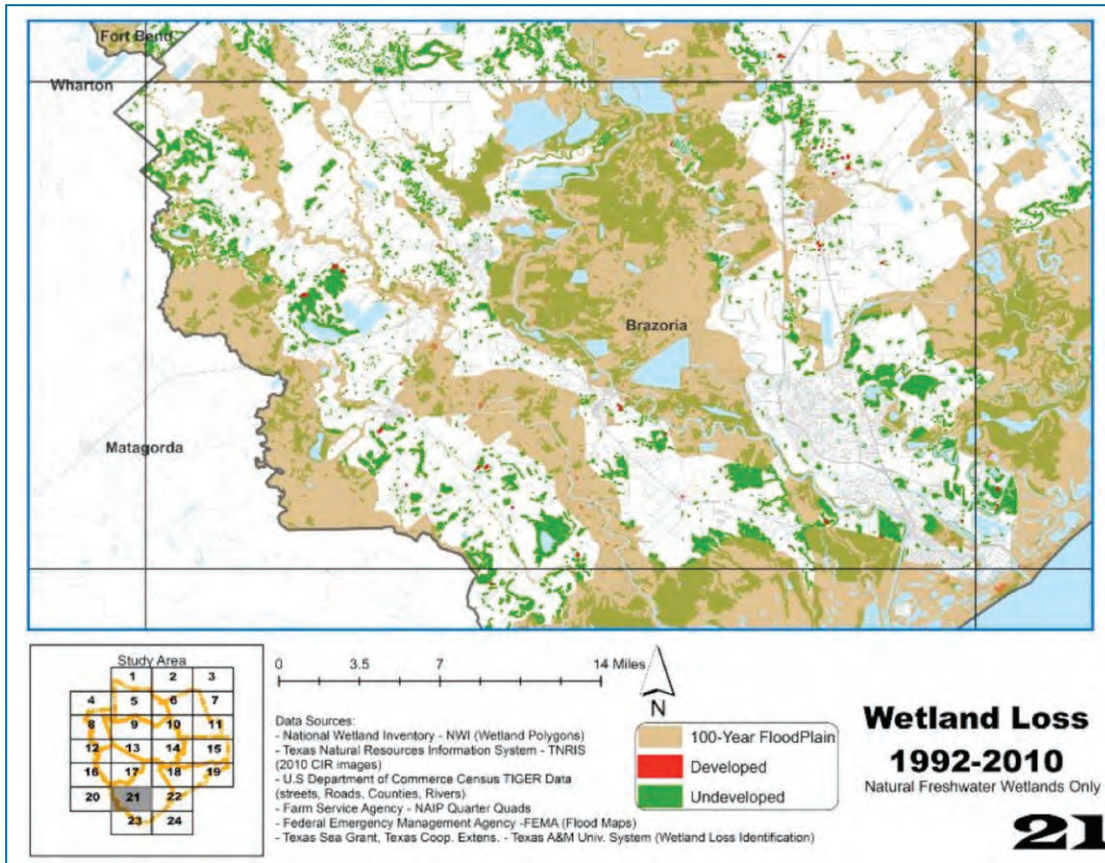 Fort Bend
Wharton
Brazoria
Matagorda
Study Area
1 2 3
4 5 6 7
8 9 10 11
12 13 14 15
16 17 18 19
20 21 22
23 24
0 3.5 7 14 Miles
N
Data Sources:
- National Wetland Inventory - NWI (Wetland Polygons)
- Texas Natural Resources Information System - TNRIS
(2010 CIR images)
- U.S Department of Commerce Census TIGER Data
(streets, Roads, Counties, Rivers)
- Farm Service Agency - NAIP Quarter Quads
- Federal Emergency Management Agency -FEMA (Flood Maps)
- Texas Sea Grant, Texas Coop. Extens. - Texas A&M Univ. System (Wetland Loss Identification)
100-Year FloodPlain
Developed
Undeveloped
Wetland Loss
1992-2010
Natural Freshwater Wetlands Only
21